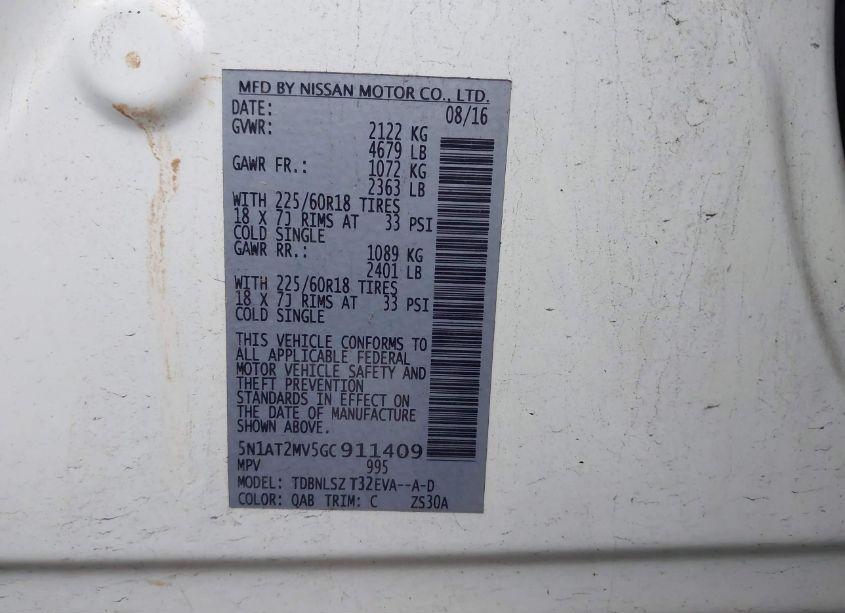 MFD BY NISSAN MOTOR CO., LTD.
DATE: 08/16
GVWR: 2122 KG
4679 LB
GAWR FR.: 1072 KG
2363 LB
WITH 225/60R18 TIRES
18 X 7J RIMS AT 33 PSI
COLD SINGLE
GAWR RR.: 1089 KG
2401 LB
WITH 225/60R18 TIRES
18 X 7J RIMS AT 33 PSI
COLD SINGLE
THIS VEHICLE CONFORMS TO
ALL APPLICABLE FEDERAL
MOTOR VEHICLE SAFETY AND
THEFT PREVENTION
STANDARDS IN EFFECT ON
THE DATE OF MANUFACTURE
SHOWN ABOVE.
5N1AT2MV5GC911409
MPV 995
MODEL: TDBNLSZ T32EVA--A-D
COLOR: QAB TRIM: C ZS30A